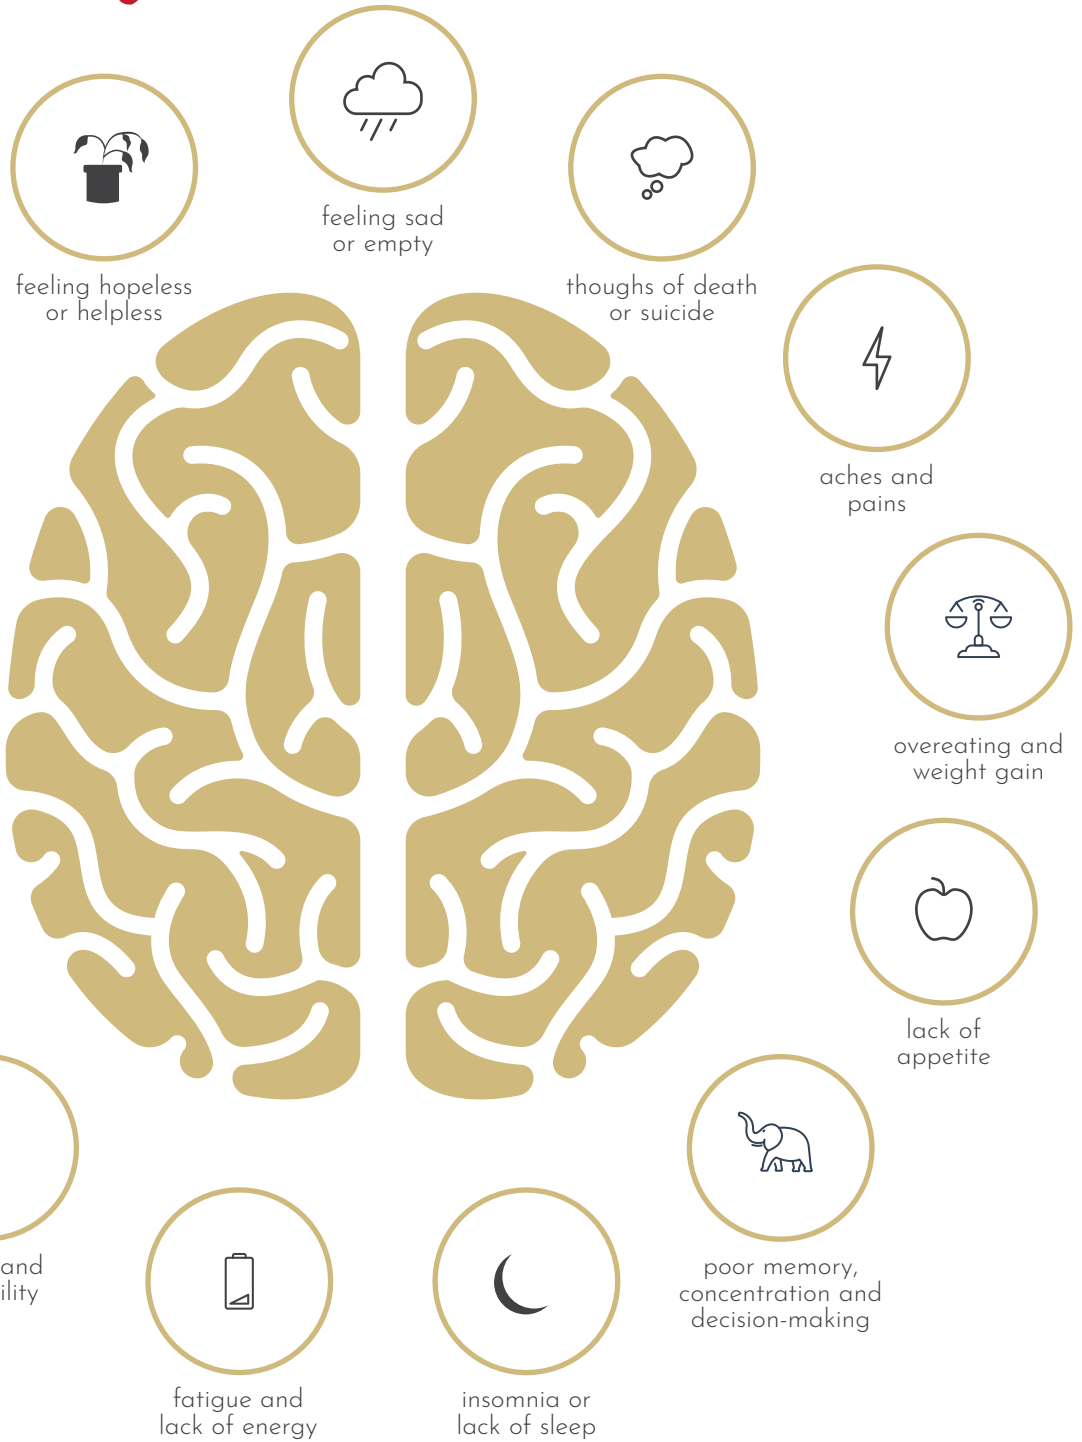 feeling sad
or empty
feeling hopeless
or helpless
thoughs of death
or suicide
aches and
pains
overeating and
weight gain
lack of
appetite
poor memory,
concentration and
decision-making
and
ility
fatigue and
lack of energy
insomnia or
lack of sleep